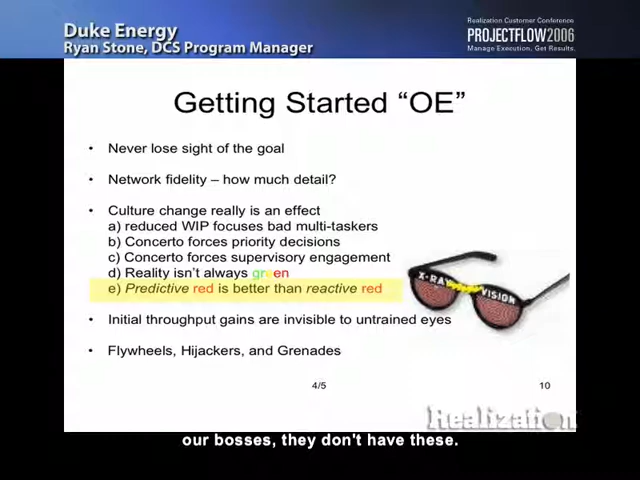 Duke Energy
Ryan Stone, DCS Program Manager
Realization Customer Conference
PROJECTFLOW2006
Manage Execution, Get Results.
Getting Started “OE”
• Never lose sight of the goal
• Network fidelity – how much detail?
• Culture change really is an effect
a) reduced WIP focuses bad multi-taskers
b) Concerto forces priority decisions
c) Concerto forces supervisory engagement
d) Reality isn't always green
e) Predictive red is better than reactive red
X-RAY VISION
• Initial throughput gains are invisible to untrained eyes
• Flywheels, Hijackers, and Grenades
4/5
10
Realization
our bosses, they don't have these.